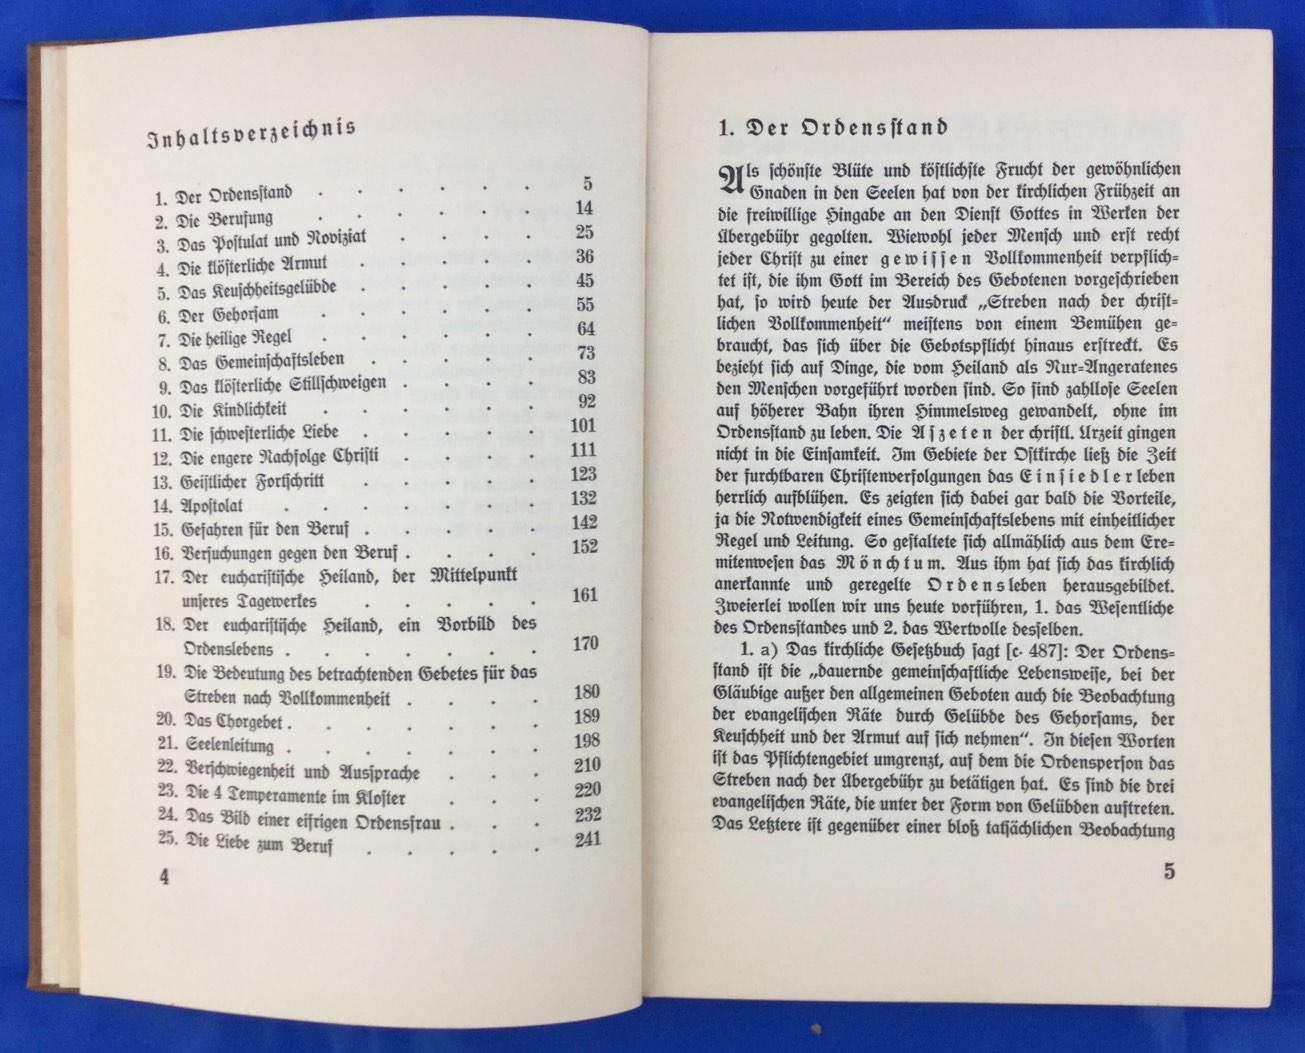 Inhaltsverzeichnis
1. Der Ordensstand . . . . . . 5
2. Die Berufung . . . . . 14
3. Das Postulat und Noviziat . . . . 25
4. Die klösterliche Armut . . . . . 36
5. Das Keuschheitsgelübde . . . . . 45
6. Der Gehorsam . . . . . . 55
7. Die heilige Regel . . . . . . 64
8. Das Gemeinschaftsleben . . . . . 73
9. Das klösterliche Stillschweigen . . . . 83
10. Die Kindlichkeit . . . . . . 92
11. Die schwesterliche Liebe . . . . . 101
12. Die engere Nachfolge Christi . . . . 111
13. Geistlicher Fortschritt . . . . . 123
14. Apostolat . . . . . . . 132
15. Gefahren für den Beruf . . . . . 142
16. Versuchungen gegen den Beruf . . . . 152
17. Der eucharistische Heiland, der Mittelpunkt
unseres Tagewerkes . . . . . 161
18. Der eucharistische Heiland, ein Vorbild des
Ordenslebens . . . . . . . 170
19. Die Bedeutung des betrachtenden Gebetes für das
Streben nach Vollkommenheit . . . . 180
20. Das Chorgebet . . . . . . . 189
21. Seelenleitung . . . . . . . 198
22. Verschwiegenheit und Aussprache . . . . 210
23. Die 4 Temperamente im Kloster . . . 220
24. Das Bild einer eifrigen Ordensfrau . . . 232
25. Die Liebe zum Beruf . . . . . 241
4
1. Der Ordensstand
Als schönste Blüte und köstlichste Frucht der gewöhnlichen
Gnaden in den Seelen hat von der kirchlichen Frühzeit an
die freiwillige Hingabe an den Dienst Gottes in Werken der
Übergebühr gegolten. Wiewohl jeder Mensch und erst recht
jeder Christ zu einer gewissen Vollkommenheit verpflich-
tet ist, die ihm Gott im Bereich des Gebotenen vorgeschrieben
hat, so wird heute der Ausdruck „Streben nach der christ-
lichen Vollkommenheit“ meistens von einem Bemühen ge-
braucht, das sich über die Gebotspflicht hinaus erstreckt. Es
bezieht sich auf Dinge, die vom Heiland als Nur-Angeratenes
den Menschen vorgeführt worden sind. So sind zahllose Seelen
auf höherer Bahn ihren Himmelsweg gewandelt, ohne im
Ordensstand zu leben. Die Aszeten der christl. Urzeit gingen
nicht in die Einsamkeit. Im Gebiete der Ostkirche ließ die Zeit
der furchtbaren Christenverfolgungen das Einsiedlerleben
herrlich aufblühen. Es zeigten sich dabei gar bald die Vorteile,
ja die Notwendigkeit eines Gemeinschaftslebens mit einheitlicher
Regel und Leitung. So gestaltete sich allmählich aus dem Ere-
mitenwesen das Mönchtum. Aus ihm hat sich das kirchlich
anerkannte und geregelte Ordensleben herausgebildet.
Zweierlei wollen wir uns heute vorführen, 1. das Wesentliche
des Ordensstandes und 2. das Wertvolle desselben.
1. a) Das kirchliche Gesetzbuch sagt [c. 487]: Der Ordens-
stand ist die „dauernde gemeinschaftliche Lebensweise, bei der
Gläubige außer den allgemeinen Geboten auch die Beobachtung
der evangelischen Räte durch Gelübde des Gehorsams, der
Keuschheit und der Armut auf sich nehmen“. In diesen Worten
ist das Pflichtengebiet umgrenzt, auf dem die Ordensperson das
Streben nach der Übergebühr zu betätigen hat. Es sind die drei
evangelischen Räte, die unter der Form von Gelübden auftreten.
Das Letztere ist gegenüber einer bloß tatsächlichen Beobachtung
5